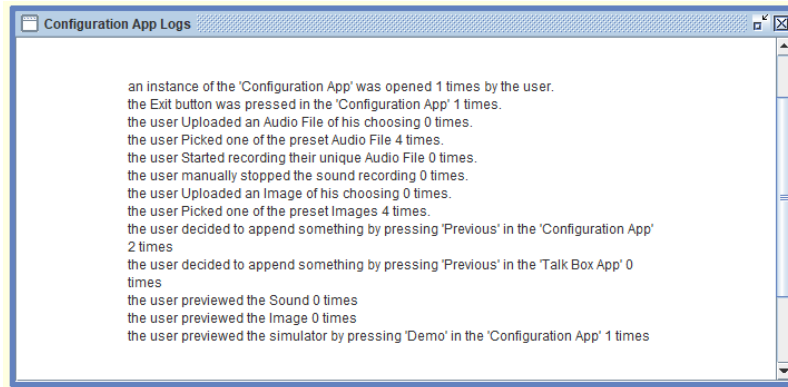 Configuration App Logs
an instance of the 'Configuration App' was opened 1 times by the user.
the Exit button was pressed in the 'Configuration App' 1 times.
the user Uploaded an Audio File of his choosing 0 times.
the user Picked one of the preset Audio File 4 times.
the user Started recording their unique Audio File 0 times.
the user manually stopped the sound recording 0 times.
the user Uploaded an Image of his choosing 0 times.
the user Picked one of the preset Images 4 times.
the user decided to append something by pressing 'Previous' in the 'Configuration App'
2 times
the user decided to append something by pressing 'Previous' in the 'Talk Box App' 0
times
the user previewed the Sound 0 times
the user previewed the Image 0 times
the user previewed the simulator by pressing 'Demo' in the 'Configuration App' 1 times